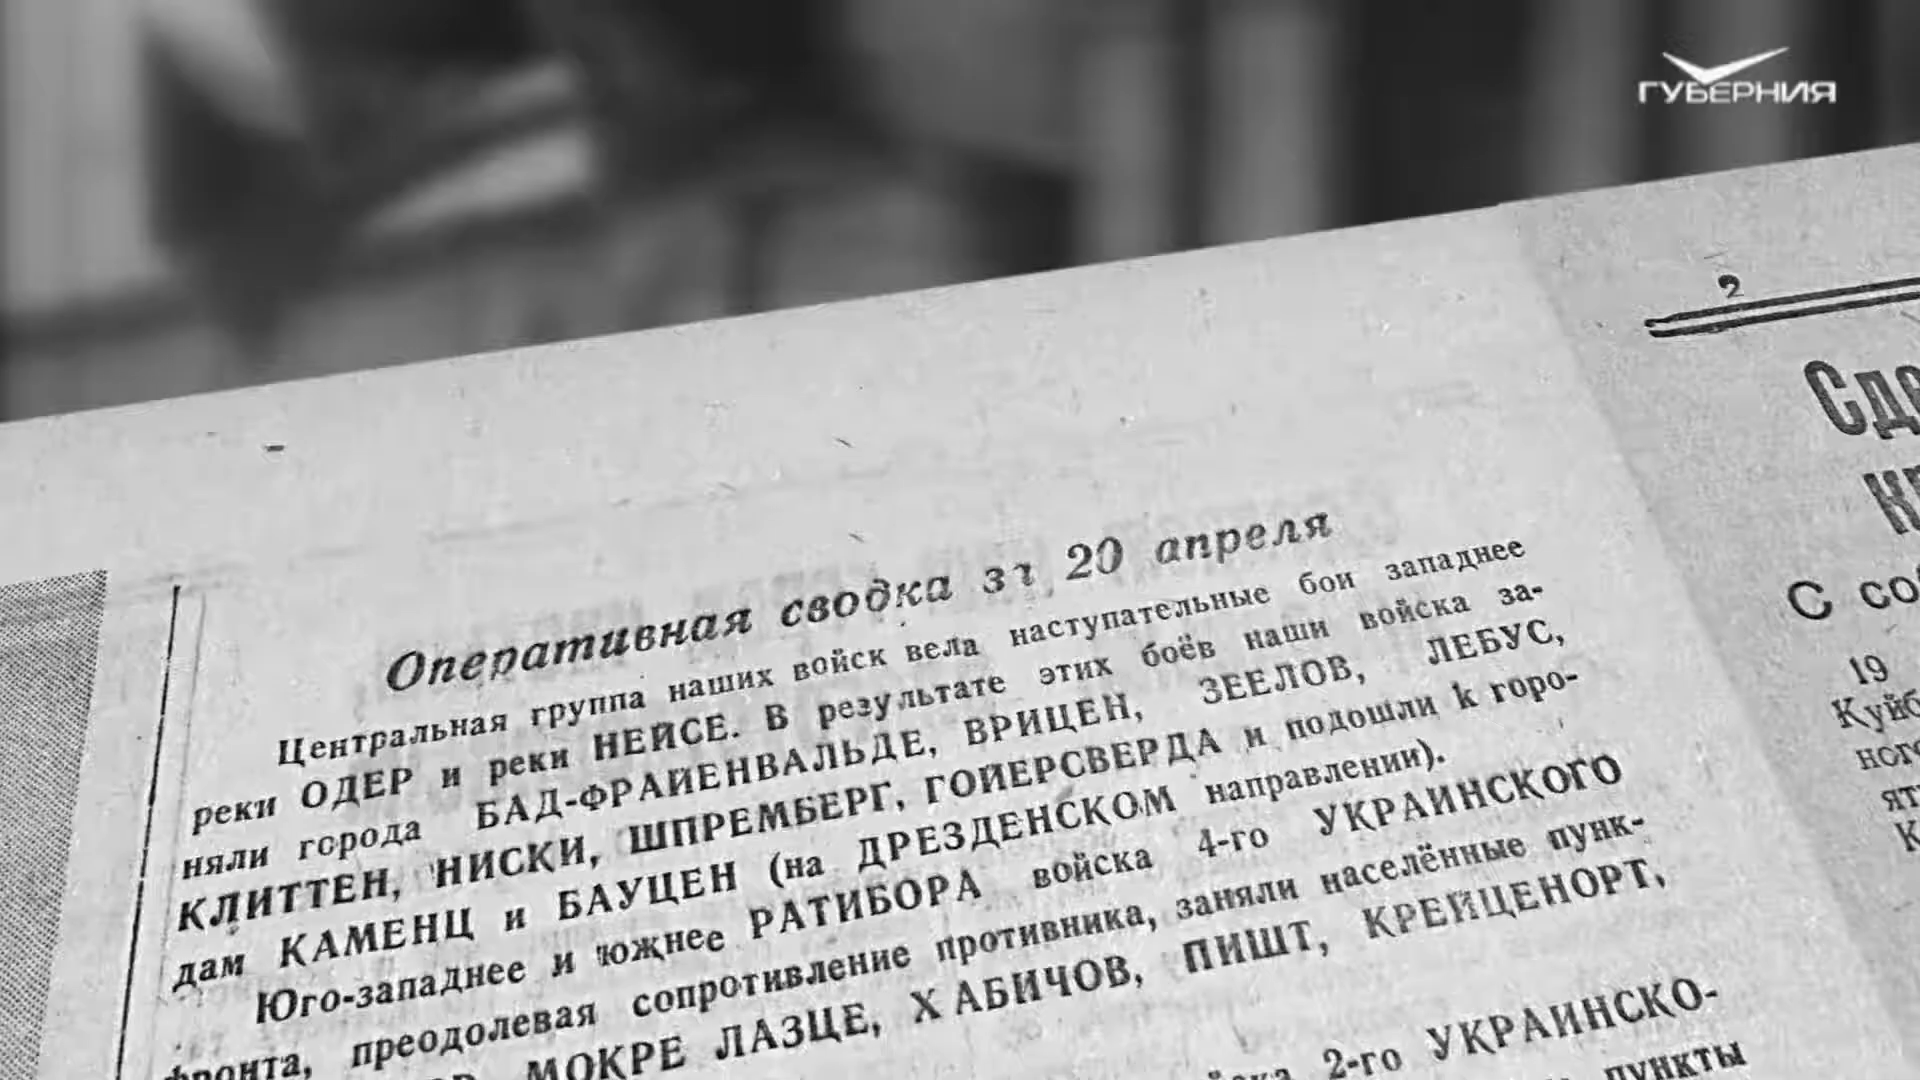 ГУБЕРНИЯ
Оперативная сводка за 20 апреля
Центральная группа наших войск вела наступательные бои западнее
реки ОДЕР и реки НЕЙСЕ. В результате этих боёв наши войска за-
няли города БАД-ФРАЙЕНВАЛЬДЕ, ВРИЦЕН, ЗЕЕЛОВ, ЛЕБУС,
КЛИТТЕН, НИСКИ, ШПРЕМБЕРГ, ГОЙЕРСВЕРДА и подошли к горо-
дам КАМЕНЦ и БАУЦЕН (на ДРЕЗДЕНСКОМ направлении).
Юго-западнее и южнее РАТИБОРА войска 4-го УКРАИНСКОГО
фронта, преодолевая сопротивление противника, заняли населённые пунк-
МОКРЕ ЛАЗЦЕ, ХАБИЧОВ, ПИШТ, КРЕЙЦЕНОРТ,
2-го УКРАИНСКО-
пункты
2
С
19